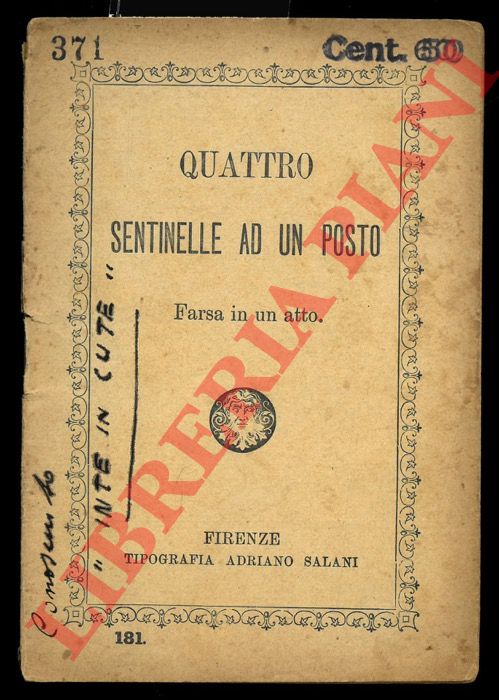 371
Cent.
QUATTRO
SENTINELLE AD UN POSTO
Farsa in un atto.
FIRENZE
TIPOGRAFIA ADRIANO SALANI
181.
"INTE IN CUTE"
LIBRERIA PIANI